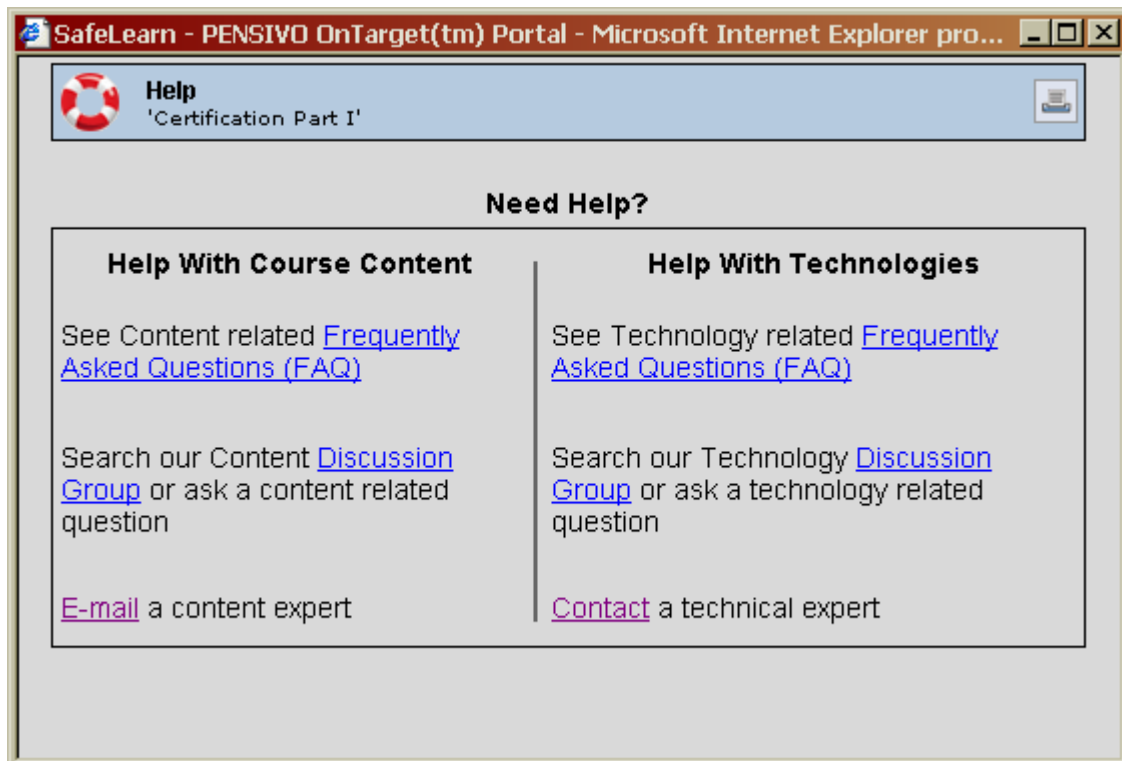 SafeLearn - PENSIVO OnTarget(tm) Portal - Microsoft Internet Explorer pro...
Help
'Certification Part I'
Need Help?
Help With Course Content
See Content related Frequently
Asked Questions (FAQ)
Search our Content Discussion
Group or ask a content related
question
E-mail a content expert
Help With Technologies
See Technology related Frequently
Asked Questions (FAQ)
Search our Technology Discussion
Group or ask a technology related
question
Contact a technical expert